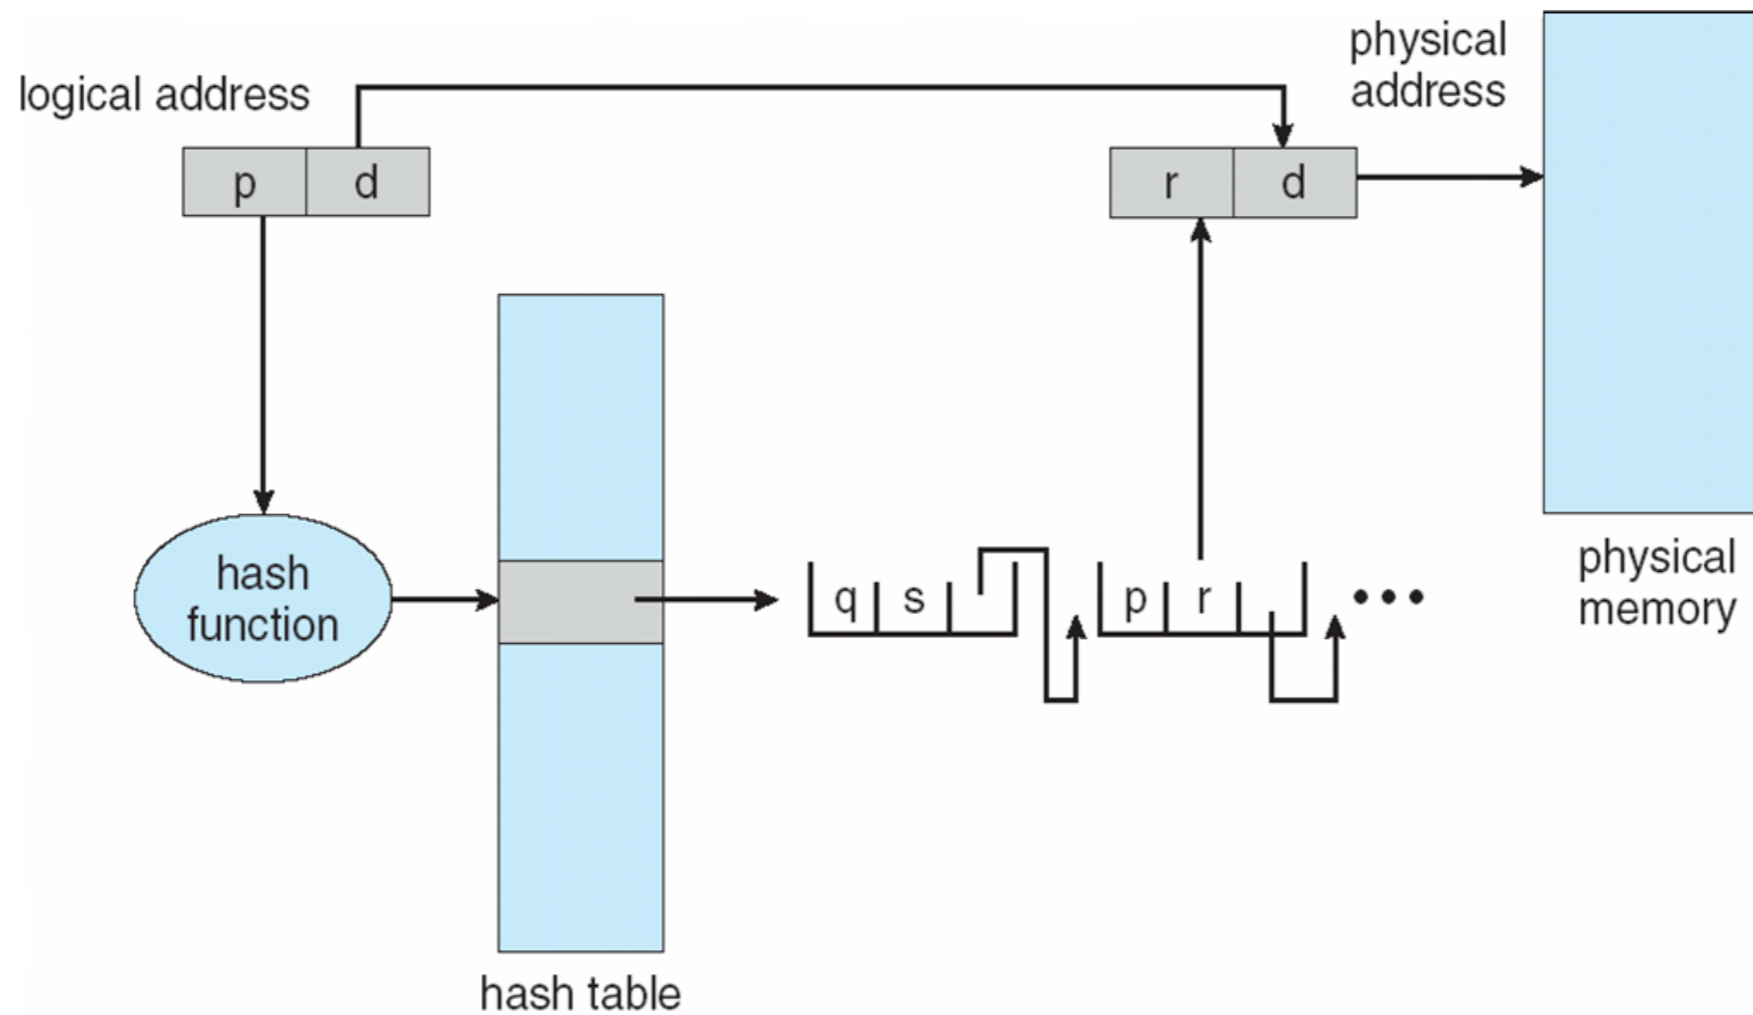 logical address
physical
address
p d
r d
hash
function
q s
p r
physical
memory
hash table